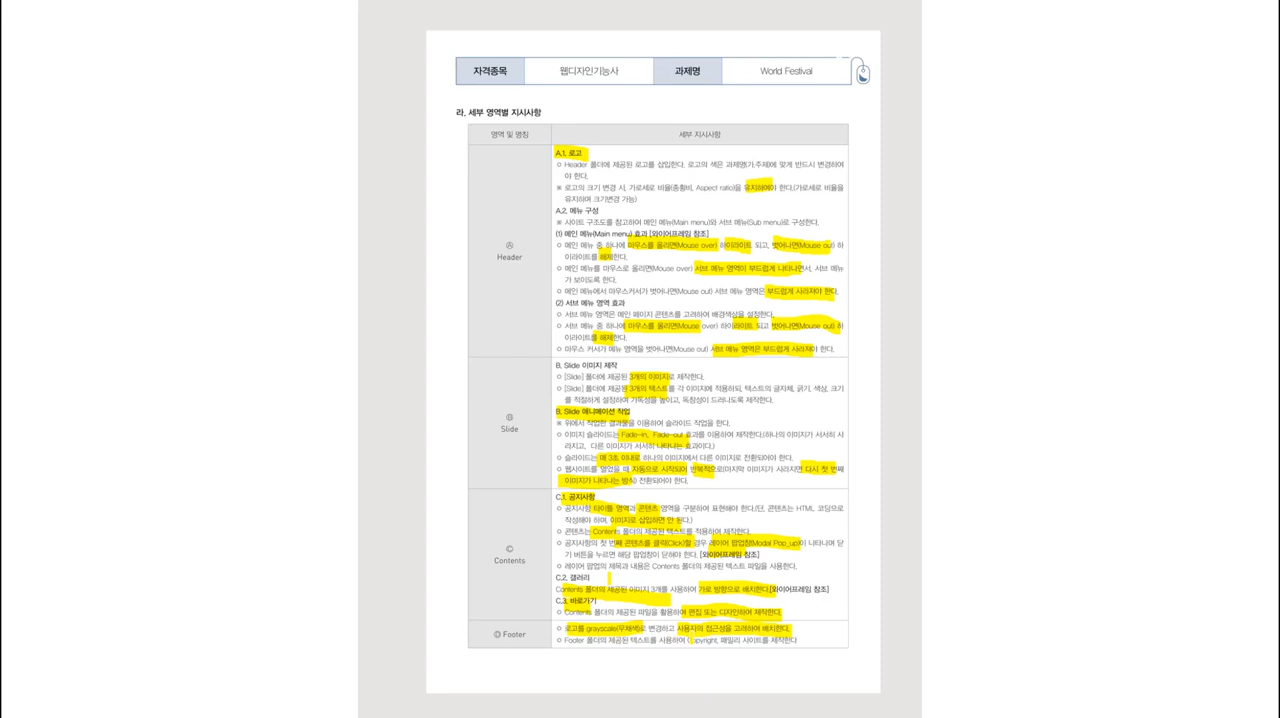 자격종목 웹디자인기능사 과제명 World Festival
라. 세부 영역별 지시사항
영역 및 명칭 세부 지시사항
Ⓐ
Header
A.1. 로고
○ Header 폴더에 제공된 로고를 삽입한다. 로고의 색은 과제명(가.주제)에 맞게 반드시 변경하여
야 한다.
※ 로고의 크기 변경 시, 가로세로 비율(종횡비, Aspect ratio)을 유지하여야 한다.(가로세로 비율을
유지하며 크기변경 가능)
A.2. 메뉴 구성
※ 사이트 구조도를 참고하여 메인 메뉴(Main menu)와 서브 메뉴(Sub menu)로 구성한다.
(1) 메인 메뉴(Main menu) 효과 [와이어프레임 참조]
○ 메인 메뉴 중 하나에 마우스를 올리면(Mouse over) 하이라이트 되고, 벗어나면(Mouse out) 하
이라이트를 해제한다.
○ 메인 메뉴를 마우스로 올리면(Mouse over) 서브 메뉴 영역이 부드럽게 나타나면서, 서브 메뉴
가 보이도록 한다.
○ 메인 메뉴에서 마우스커서가 벗어나면(Mouse out) 서브 메뉴 영역은 부드럽게 사라져야 한다.
(2) 서브 메뉴 영역 효과
○ 서브 메뉴 영역은 메인 페이지 콘텐츠를 고려하여 배경색상을 설정한다.
○ 서브 메뉴 중 하나에 마우스를 올리면(Mouse over) 하이라이트 되고 벗어나면(Mouse out) 하
이라이트를 해제한다.
○ 마우스 커서가 메뉴 영역을 벗어나면(Mouse out) 서브 메뉴 영역은 부드럽게 사라져야 한다.
Ⓑ
Slide
B. Slide 이미지 제작
○ [Slide] 폴더에 제공된 3개의 이미지로 제작한다.
○ [Slide] 폴더에 제공된 3개의 텍스트를 각 이미지에 적용하되, 텍스트의 글자체, 굵기, 색상, 크기
를 적절하게 설정하여 가독성을 높이고, 독창성이 드러나도록 제작한다.
B. Slide 애니메이션 작업
※ 위에서 작업한 결과물을 이용하여 슬라이드 작업을 한다.
○ 이미지 슬라이드는 Fade-in, Fade-out 효과를 이용하여 제작한다.(하나의 이미지가 서서히 사
라지고, 다른 이미지가 서서히 나타나는 효과이다.)
○ 슬라이드는 매 3초 이내로 하나의 이미지에서 다른 이미지로 전환되어야 한다.
○ 웹사이트를 열었을 때 자동으로 시작되어 반복적으로(마지막 이미지가 사라지면 다시 첫 번째
이미지가 나타나는 방식) 전환되어야 한다.
Ⓒ
Contents
C.1. 공지사항
○ 공지사항 타이틀 영역과 콘텐츠 영역을 구분하여 표현해야 한다.(단, 콘텐츠는 HTML 코딩으로
작성해야 하며, 이미지로 삽입하면 안 된다.)
○ 콘텐츠는 Contents 폴더의 제공된 텍스트를 적용하여 제작한다.
○ 공지사항의 첫 번째 콘텐츠를 클릭(Click)할 경우 레이어 팝업창(Modal Pop_up)이 나타나며 닫
기 버튼을 누르면 해당 팝업창이 닫혀야 한다. [와이어프레임 참조]
○ 레이어 팝업의 제목과 내용은 Contents 폴더의 제공된 텍스트 파일을 사용한다.
C.2. 갤러리
Contents 폴더의 제공된 이미지 3개를 사용하여 가로 방향으로 배치한다.[와이어프레임 참조]
C.3. 바로가기
○ Contents 폴더의 제공된 파일을 활용하여 편집 또는 디자인하여 제작한다.
Ⓓ Footer
○ 로고를 grayscale(무채색)로 변경하고 사용자의 접근성을 고려하여 배치한다.
○ Footer 폴더의 제공된 텍스트를 사용하여 Copyright, 패밀리 사이트를 제작한다